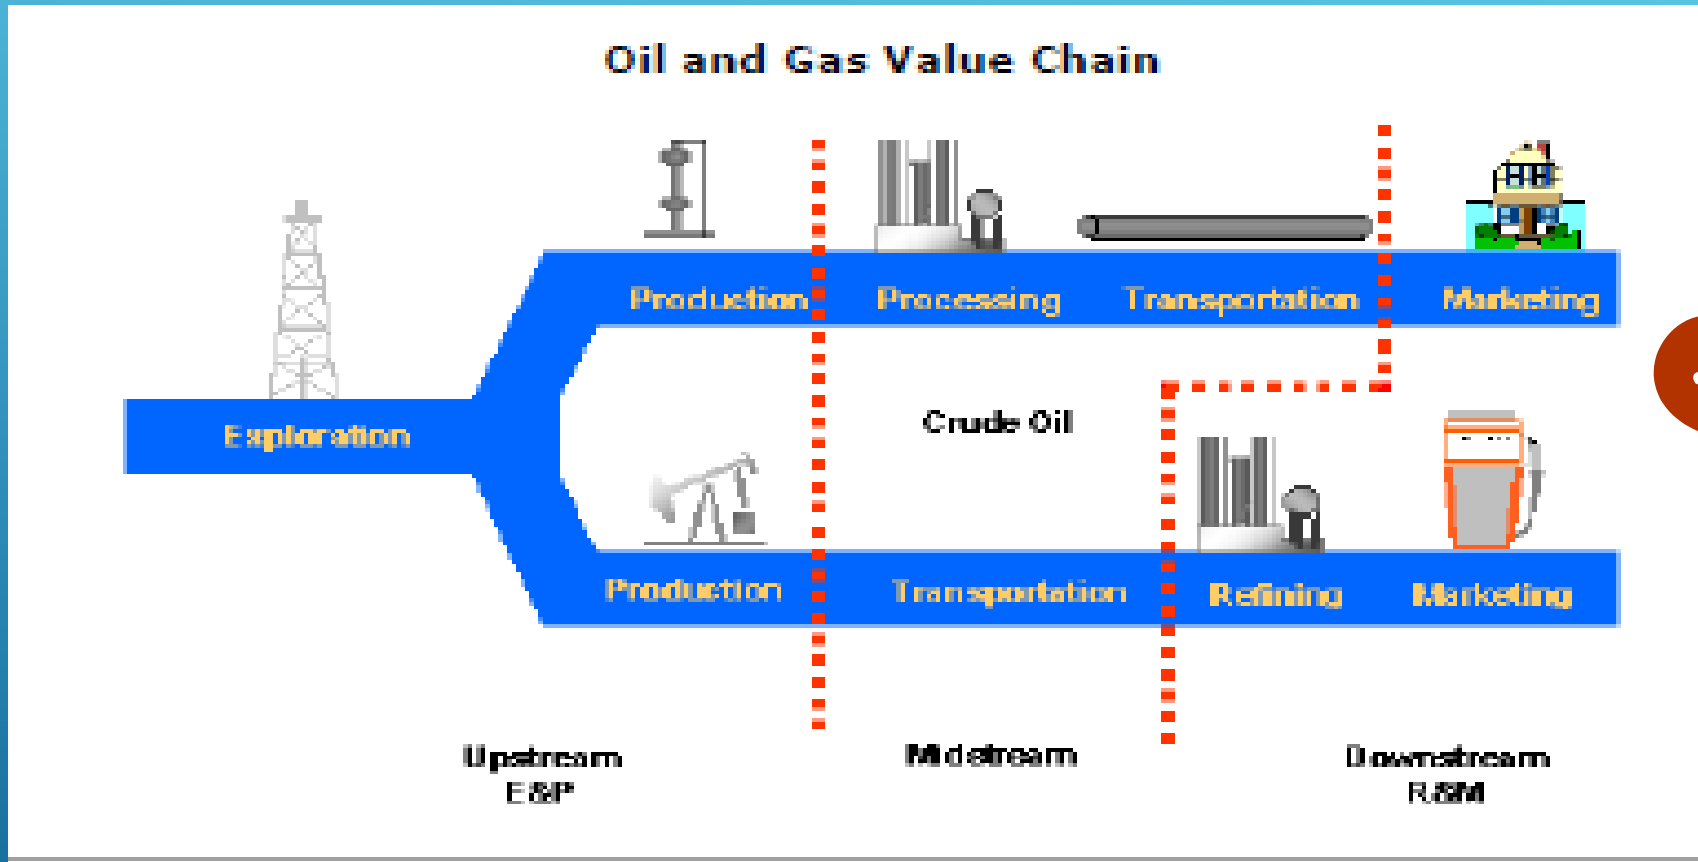 Oil and Gas Value Chain
Production Processing Transportation Marketing
Crude Oil
Exploration
Production Transportation Refining Marketing
Upstream Midstream Downstream
E&P R&M